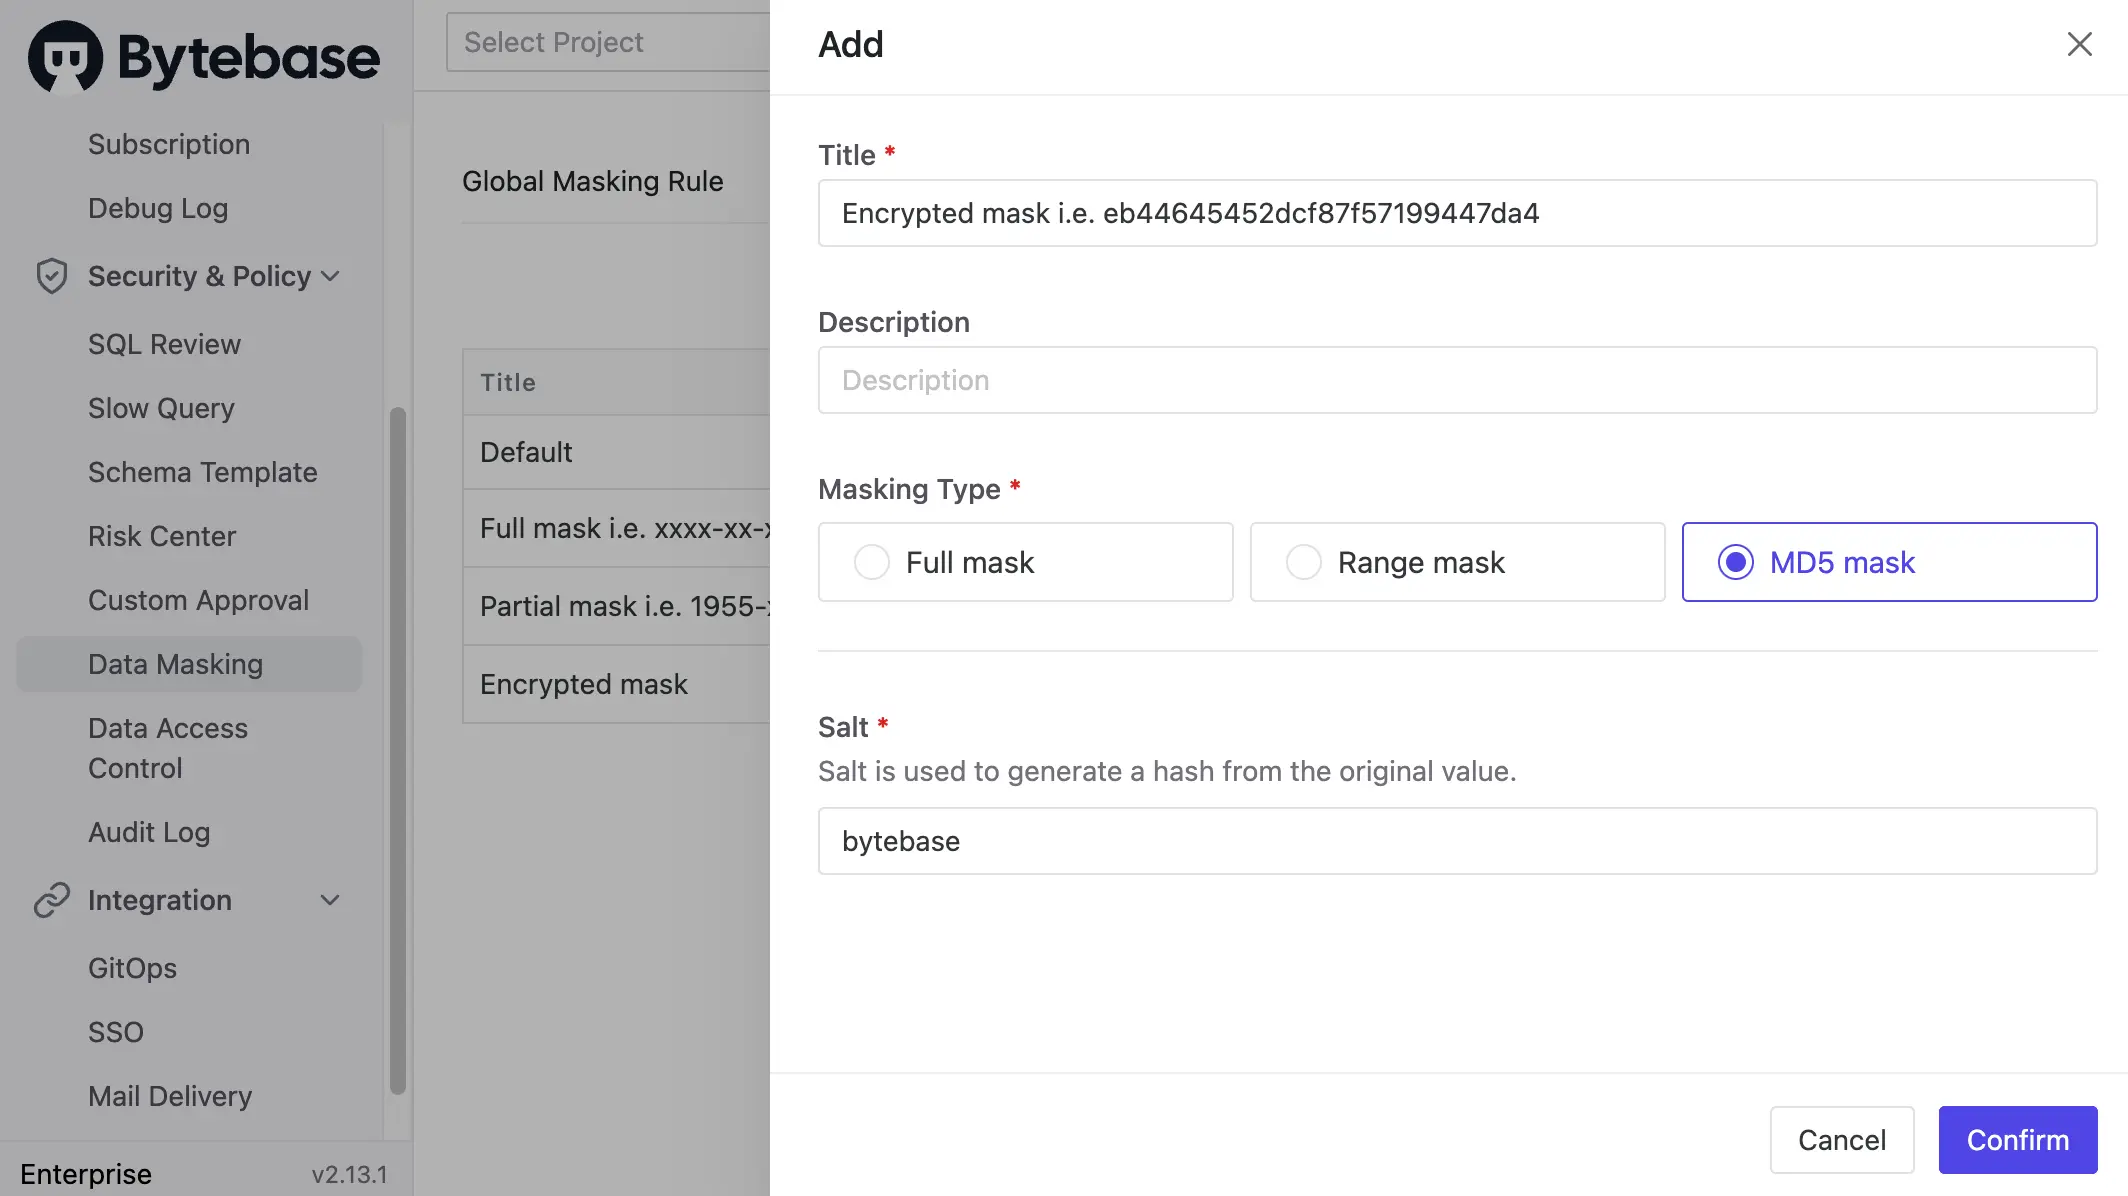 Bytebase
Subscription
Debug Log
Security & Policy
SQL Review
Slow Query
Schema Template
Risk Center
Custom Approval
Data Masking
Data Access
Control
Audit Log
Integration
GitOps
SSO
Mail Delivery
Enterprise
v2.13.1
Select Project
Global Masking Rule
Title
Default
Full mask i.e. xxxx-xx-x
Partial mask i.e. 1955-x
Encrypted mask
Add
Title *
Encrypted mask i.e. eb44645452dcf87f57199447da4
Description
Description
Masking Type *
Full mask
Range mask
MD5 mask
Salt *
Salt is used to generate a hash from the original value.
bytebase
Cancel
Confirm